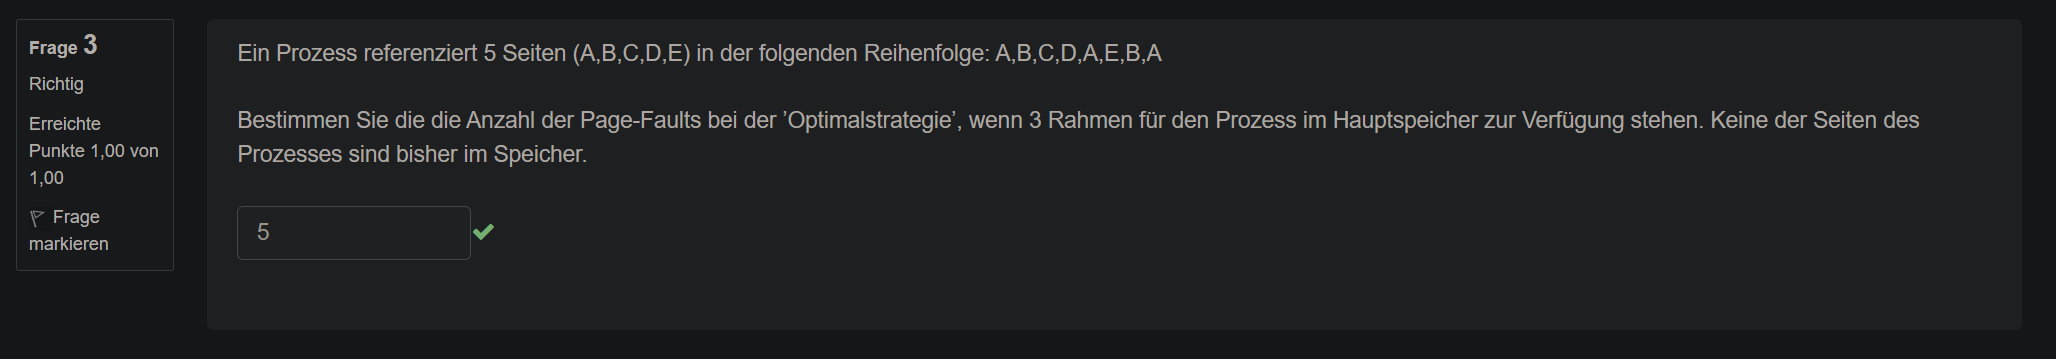 Frage 3
Richtig
Erreichte
Punkte 1,00 von
1,00
Frage
markieren
Ein Prozess referenziert 5 Seiten (A,B,C,D,E) in der folgenden Reihenfolge: A,B,C,D,A,E,B,A
Bestimmen Sie die die Anzahl der Page-Faults bei der ’Optimalstrategie’, wenn 3 Rahmen für den Prozess im Hauptspeicher zur Verfügung stehen. Keine der Seiten des
Prozesses sind bisher im Speicher.
5